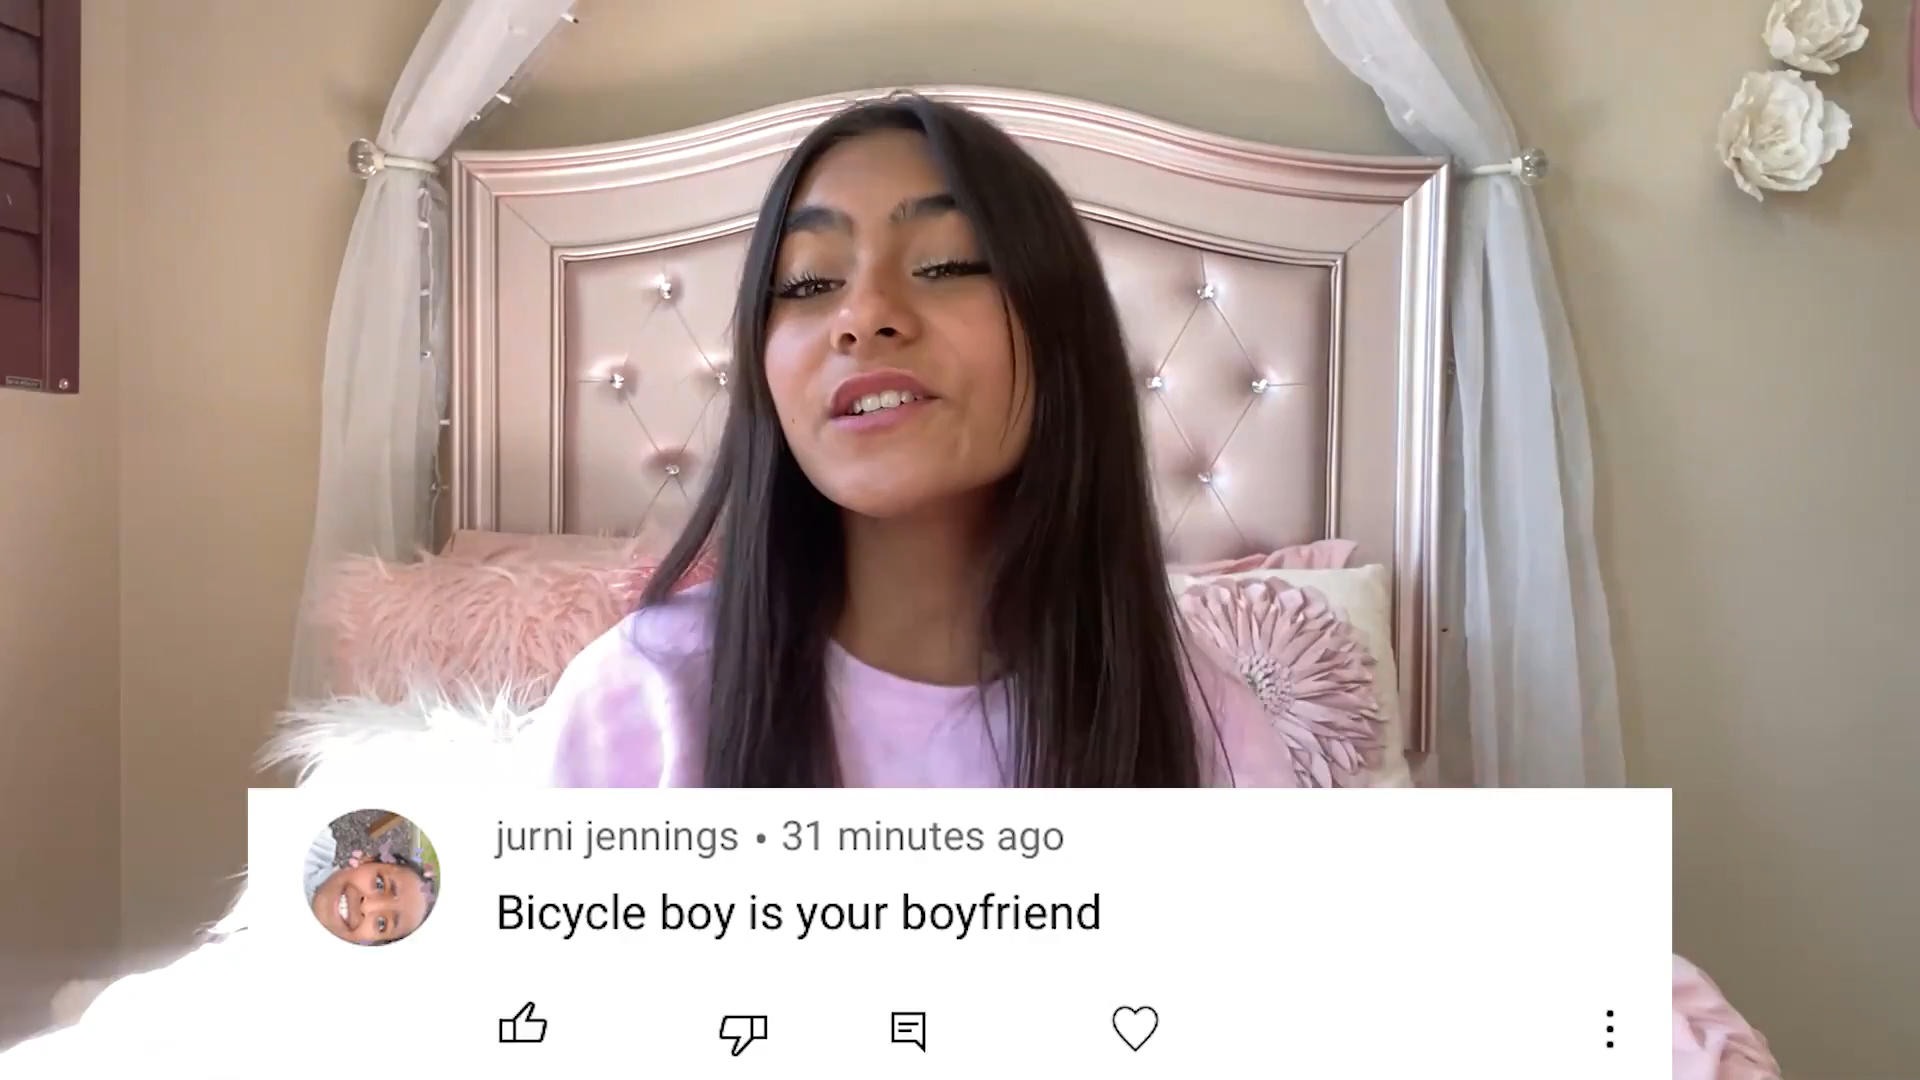 jurni jennings • 31 minutes ago
Bicycle boy is your boyfriend